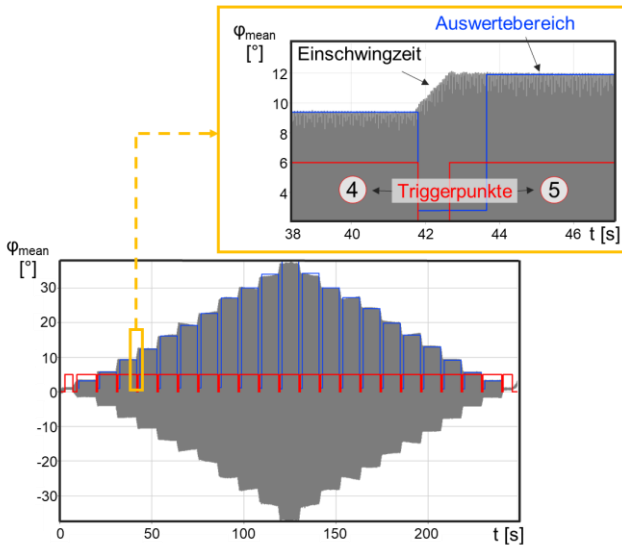 φmean
[°]
Auswertebereich
Einschwingzeit
12
10
8
6
4
4 Triggerpunkte 5
38 40 42 44 46 t [s]
φmean
[°]
30
20
10
0
-10
-20
-30
0 50 100 150 200 t [s]